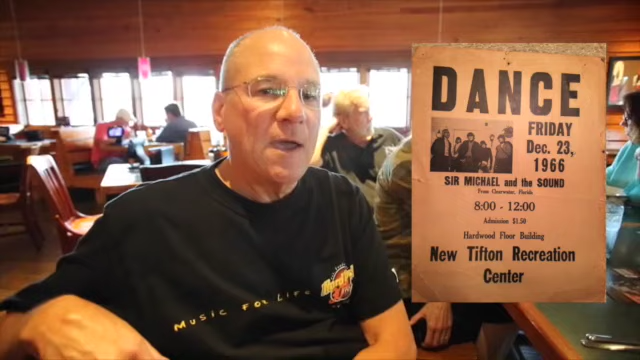 MUSIC FOR LIFE
DANCE
FRIDAY
Dec. 23,
1966
SIR MICHAEL and the SOUND
From Clearwater, Florida
8:00 - 12:00
Admission $1.50
Hardwood Floor Building
New Tifton Recreation
Center